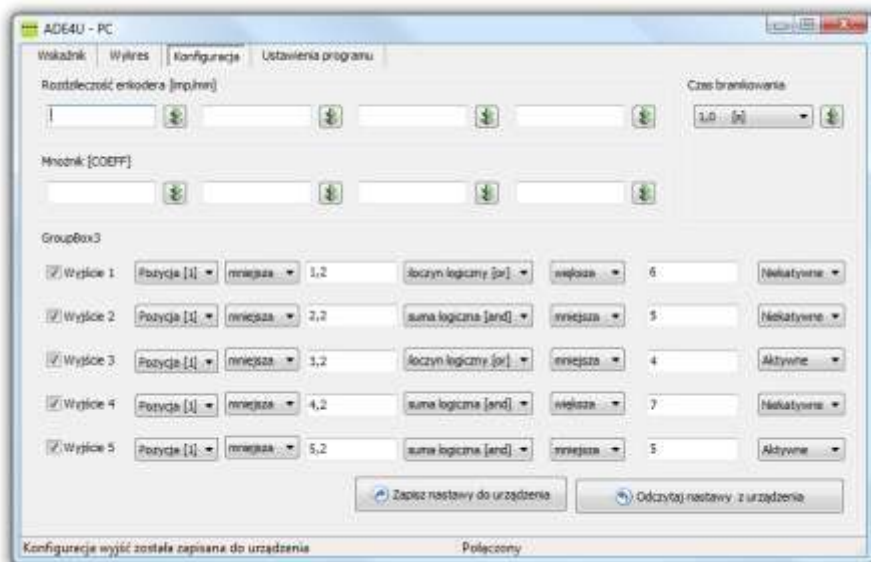 ADE4U - PC
Wskaźnik Wykres Konfiguracja Ustawienia programu
Rozdzielczość enkodera [imp/mm] Czas bramkowania
1,0 [s]
Mnożnik [COEFF]
GroupBox3
Wyjście 1 Pozycja [1] mniejsza 1,2 iloczyn logiczny [or] większa 6 Niekatywne
Wyjście 2 Pozycja [1] mniejsza 2,2 suma logiczna [and] mniejsza 5 Niekatywne
Wyjście 3 Pozycja [1] mniejsza 3,2 iloczyn logiczny [or] mniejsza 4 Aktywne
Wyjście 4 Pozycja [1] mniejsza 4,2 suma logiczna [and] większa 7 Niekatywne
Wyjście 5 Pozycja [1] mniejsza 5,2 suma logiczna [and] mniejsza 5 Aktywne
Zapisz nastawy do urządzenia Odczytaj nastawy z urządzenia
Konfiguracja wyjść została zapisana do urządzenia Połączony